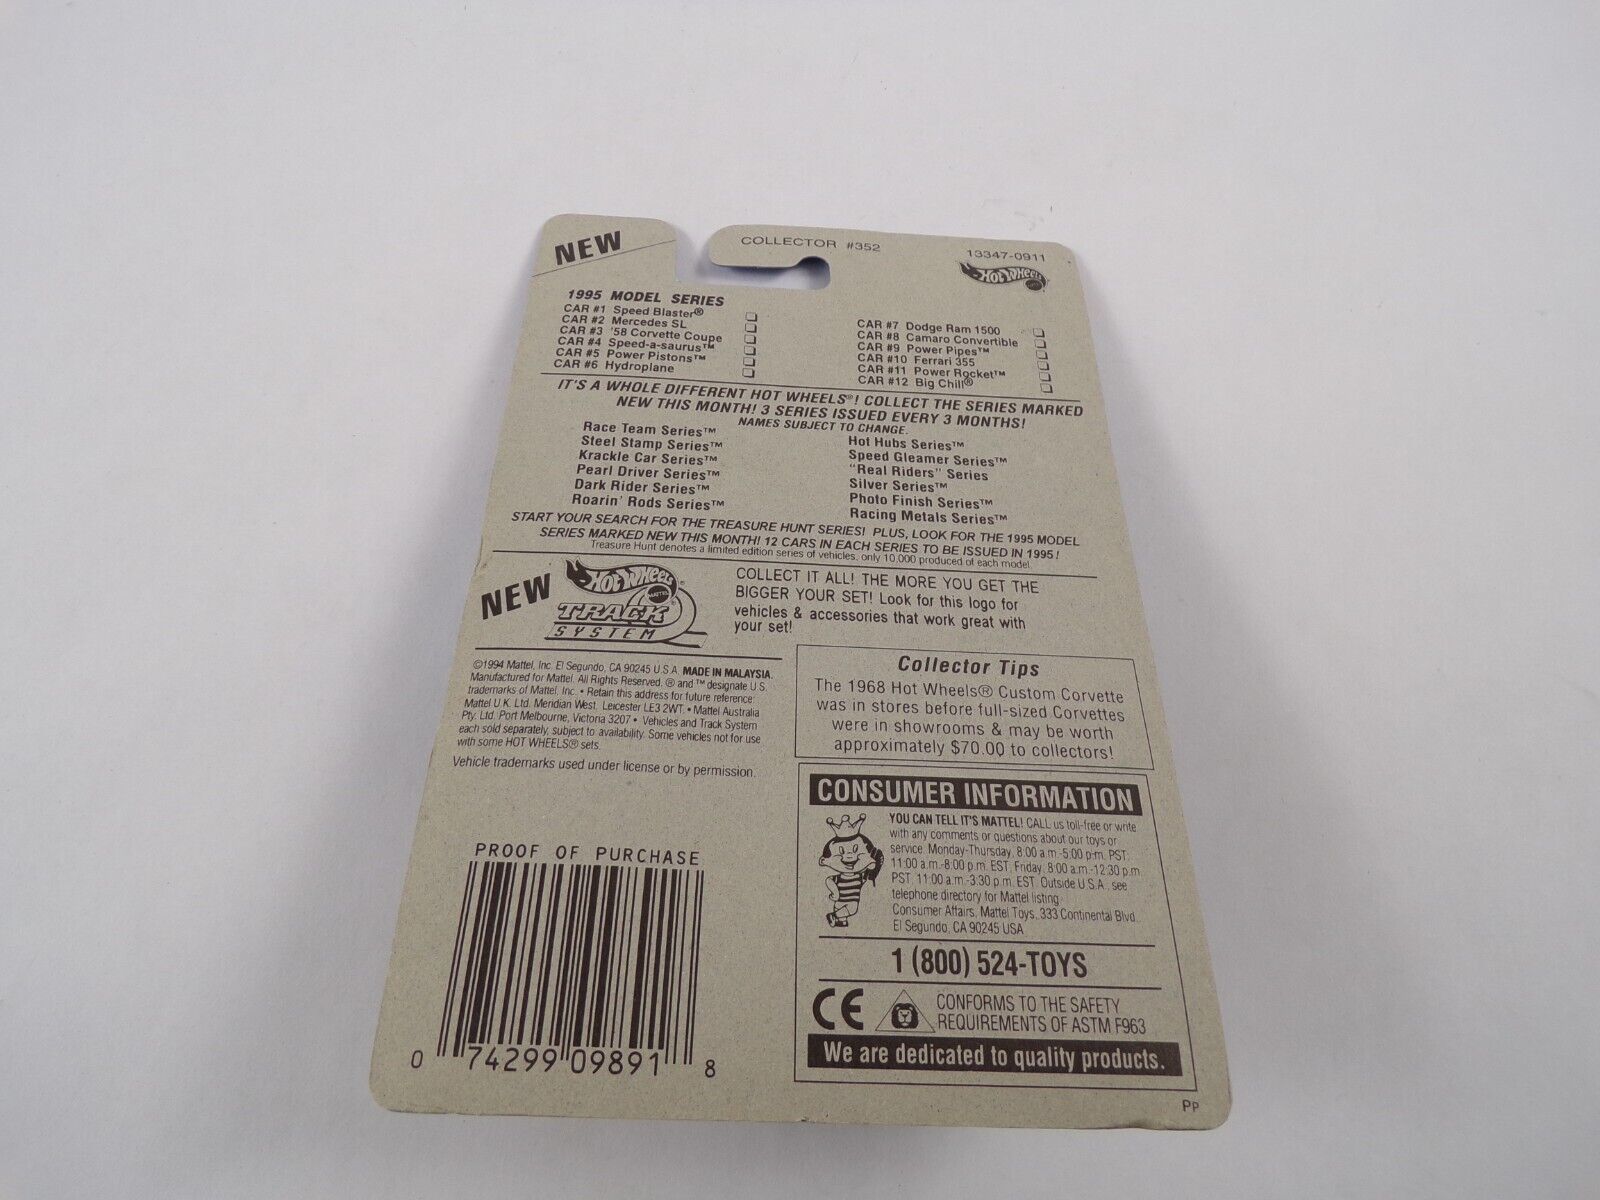 NEW
COLLECTOR #352
13347-0911
Hot Wheels
1995 MODEL SERIES
CAR #1 Speed Blaster®
CAR #2 Mercedes SL
CAR #3 '58 Corvette Coupe
CAR #4 Speed-a-saurus™
CAR #5 Power Pistons™
CAR #6 Hydroplane
CAR #7 Dodge Ram 1500
CAR #8 Camaro Convertible
CAR #9 Power Pipes™
CAR #10 Ferrari 355
CAR #11 Power Rocket™
CAR #12 Big Chill®
IT'S A WHOLE DIFFERENT HOT WHEELS®! COLLECT THE SERIES MARKED
NEW THIS MONTH! 3 SERIES ISSUED EVERY 3 MONTHS!
NAMES SUBJECT TO CHANGE.
Race Team Series™
Steel Stamp Series™
Krackle Car Series™
Pearl Driver Series™
Dark Rider Series™
Roarin' Rods Series™
Hot Hubs Series™
Speed Gleamer Series™
"Real Riders" Series
Silver Series™
Photo Finish Series™
Racing Metals Series™
START YOUR SEARCH FOR THE TREASURE HUNT SERIES! PLUS, LOOK FOR THE 1995 MODEL
SERIES MARKED NEW THIS MONTH! 12 CARS IN EACH SERIES TO BE ISSUED IN 1995!
Treasure Hunt denotes a limited edition series of vehicles, only 10,000 produced of each model.
NEW
Hot Wheels®
MATTEL
TRACK®
SYSTEM
COLLECT IT ALL! THE MORE YOU GET THE
BIGGER YOUR SET! Look for this logo for
vehicles & accessories that work great with
your set!
©1994 Mattel, Inc. El Segundo, CA 90245 U.S.A. MADE IN MALAYSIA.
Manufactured for Mattel. All Rights Reserved. ® and ™ designate U.S.
trademarks of Mattel, Inc. • Retain this address for future reference:
Mattel U.K. Ltd. Meridian West, Leicester LE3 2WT. • Mattel Australia
Pty. Ltd. Port Melbourne, Victoria 3207 • Vehicles and Track System
each sold separately, subject to availability. Some vehicles not for use
with some HOT WHEELS® sets.
Vehicle trademarks used under license or by permission.
Collector Tips
The 1968 Hot Wheels® Custom Corvette
was in stores before full-sized Corvettes
were in showrooms & may be worth
approximately $70.00 to collectors!
CONSUMER INFORMATION
YOU CAN TELL IT'S MATTEL! CALL us toll-free or write
with any comments or questions about our toys or
service. Monday-Thursday, 8:00 a.m.-5:00 p.m. PST,
11:00 a.m.-8:00 p.m. EST, Friday, 8:00 a.m.-12:30 p.m.
PST, 11:00 a.m.-3:30 p.m. EST. Outside U.S.A., see
telephone directory for Mattel listing.
Consumer Affairs, Mattel Toys, 333 Continental Blvd.
El Segundo, CA 90245 USA
1 (800) 524-TOYS
CE
CONFORMS TO THE SAFETY
REQUIREMENTS OF ASTM F963
We are dedicated to quality products.
PROOF OF PURCHASE
0 74299 09891 8
PP